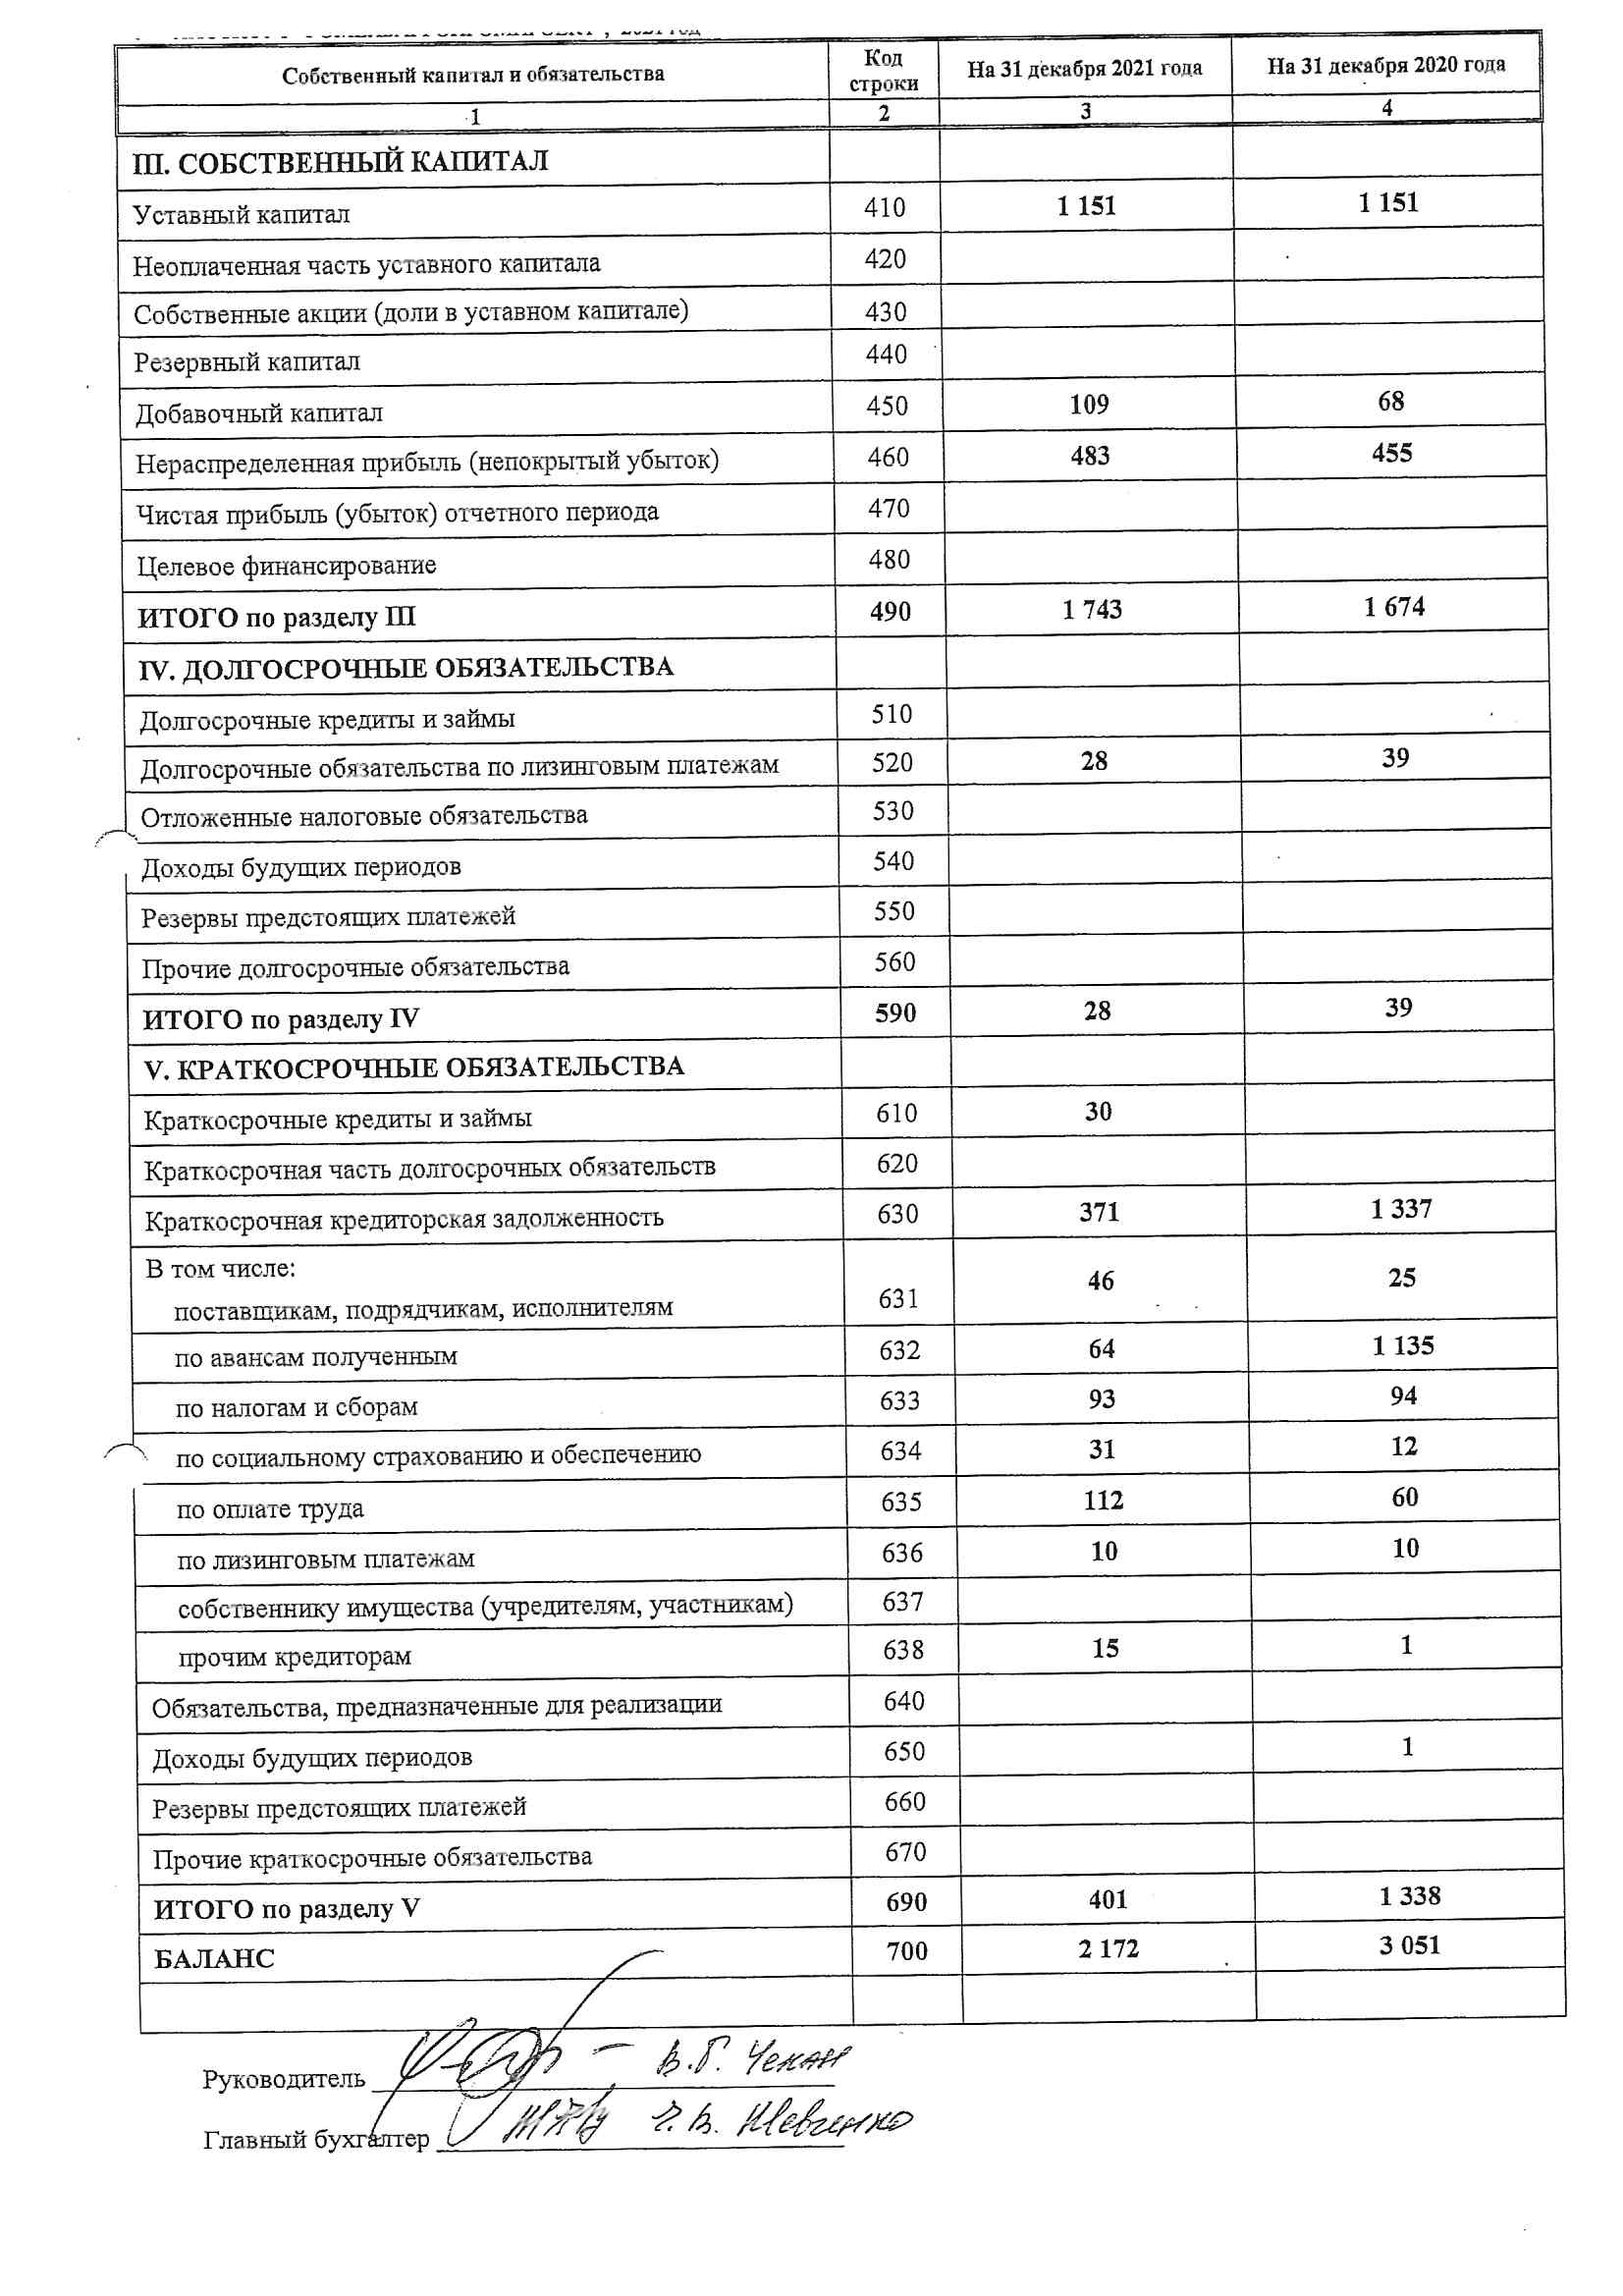 2021 год
Собственный капитал и обязательства Код строки На 31 декабря 2021 года На 31 декабря 2020 года
1 2 3 4
III. СОБСТВЕННЫЙ КАПИТАЛ
Уставный капитал 410 1 151 1 151
Неоплаченная часть уставного капитала 420
Собственные акции (доли в уставном капитале) 430
Резервный капитал 440
Добавочный капитал 450 109 68
Нераспределенная прибыль (непокрытый убыток) 460 483 455
Чистая прибыль (убыток) отчетного периода 470
Целевое финансирование 480
ИТОГО по разделу III 490 1 743 1 674
IV. ДОЛГОСРОЧНЫЕ ОБЯЗАТЕЛЬСТВА
Долгосрочные кредиты и займы 510
Долгосрочные обязательства по лизинговым платежам 520 28 39
Отложенные налоговые обязательства 530
Доходы будущих периодов 540
Резервы предстоящих платежей 550
Прочие долгосрочные обязательства 560
ИТОГО по разделу IV 590 28 39
V. КРАТКОСРОЧНЫЕ ОБЯЗАТЕЛЬСТВА
Краткосрочные кредиты и займы 610 30
Краткосрочная часть долгосрочных обязательств 620
Краткосрочная кредиторская задолженность 630 371 1 337
В том числе:
поставщикам, подрядчикам, исполнителям 631 46 25
по авансам полученным 632 64 1 135
по налогам и сборам 633 93 94
по социальному страхованию и обеспечению 634 31 12
по оплате труда 635 112 60
по лизинговым платежам 636 10 10
собственнику имущества (учредителям, участникам) 637
прочим кредиторам 638 15 1
Обязательства, предназначенные для реализации 640
Доходы будущих периодов 650 1
Резервы предстоящих платежей 660
Прочие краткосрочные обязательства 670
ИТОГО по разделу V 690 401 1 338
БАЛАНС 700 2 172 3 051
Руководитель В.Г. Чекан
Главный бухгалтер В. Шевченко